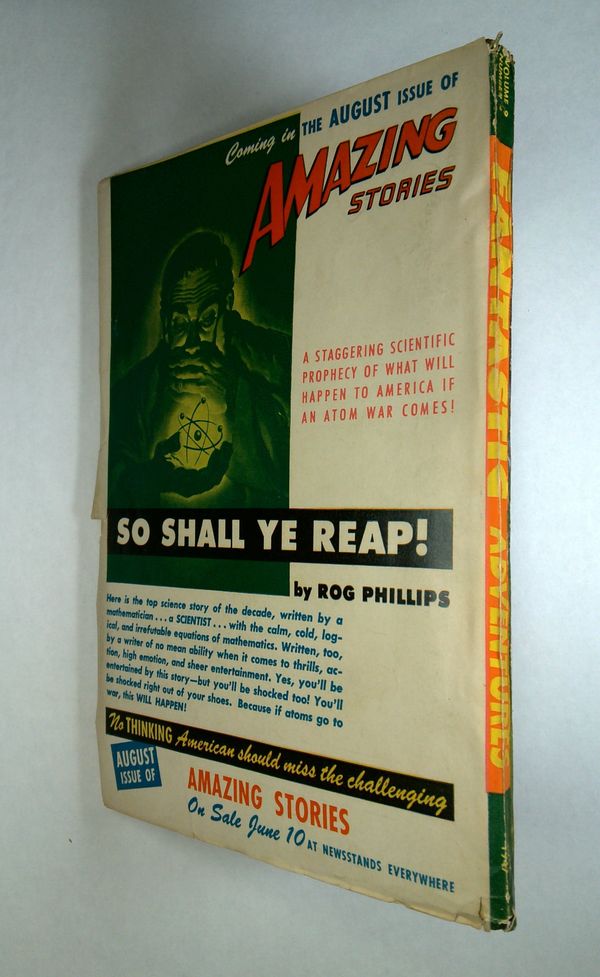 Coming in THE AUGUST ISSUE OF
AMAZING
STORIES
A STAGGERING SCIENTIFIC
PROPHECY OF WHAT WILL
HAPPEN TO AMERICA IF
AN ATOM WAR COMES!
SO SHALL YE REAP!
by ROG PHILLIPS
Here is the top science story of the decade, written by a
mathematician . . . a SCIENTIST . . . with the calm, cold, log-
ical, and irrefutable equations of mathematics. Written, too,
by a writer of no mean ability when it comes to thrills, ac-
tion, high emotion, and sheer entertainment. Yes, you'll be
entertained by this story—but you'll be shocked too! You'll
be shocked right out of your shoes. Because if atoms go to
war, this WILL HAPPEN!
No THINKING American should miss the challenging
AUGUST
ISSUE OF
AMAZING STORIES
On Sale June 10 AT NEWSSTANDS EVERYWHERE
VOLUME 9
NUMBER
FANTASTIC ADVENTURES